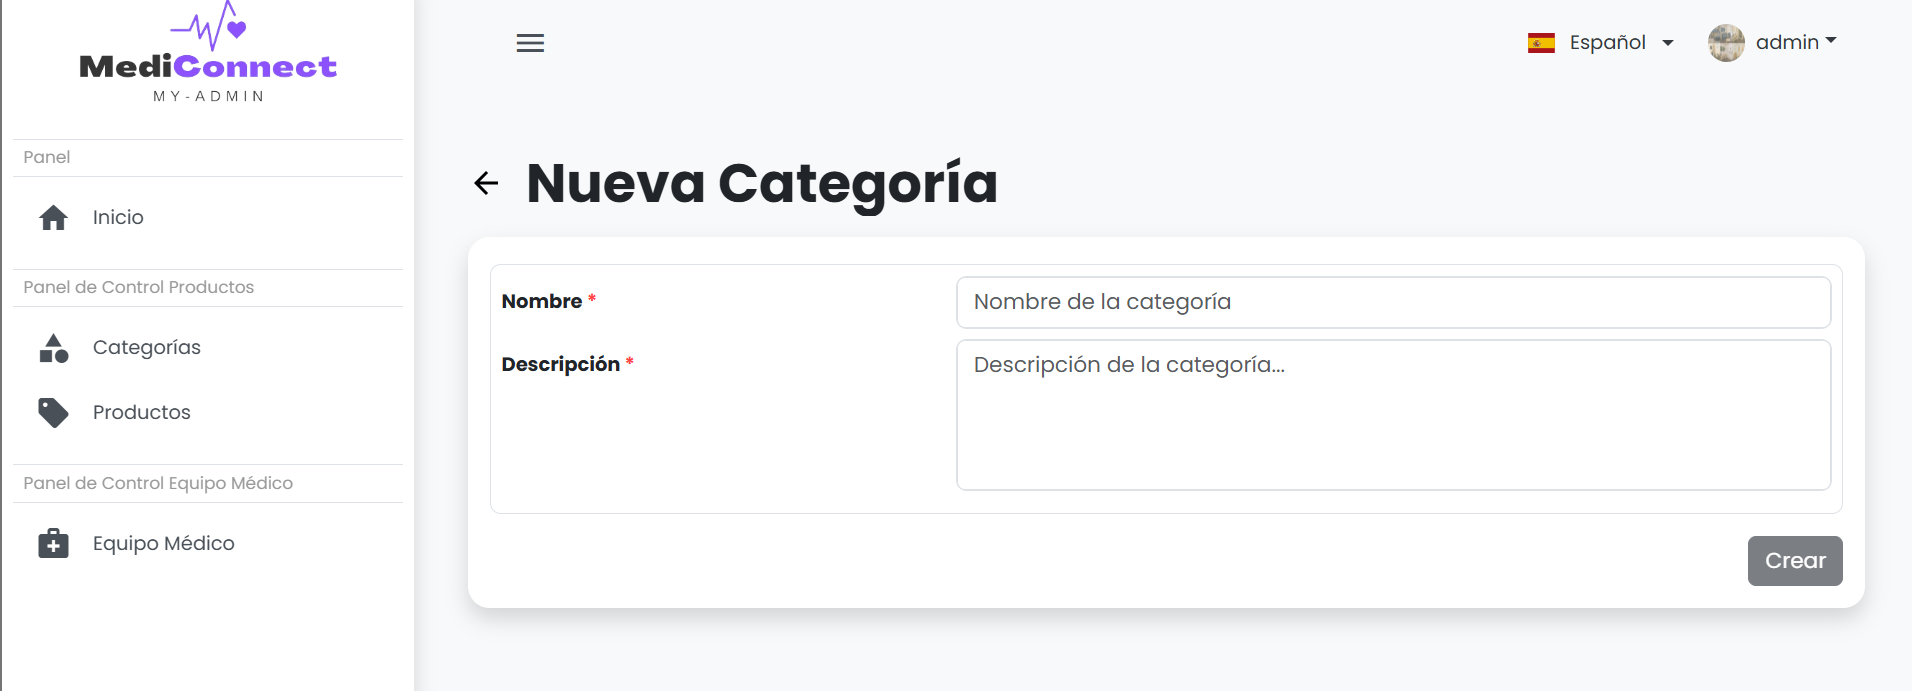 MediConnect
MY-ADMIN
Panel
Inicio
Panel de Control Productos
Categorías
Productos
Panel de Control Equipo Médico
Equipo Médico
Español
admin
Nueva Categoría
Nombre *
Nombre de la categoría
Descripción *
Descripción de la categoría...
Crear